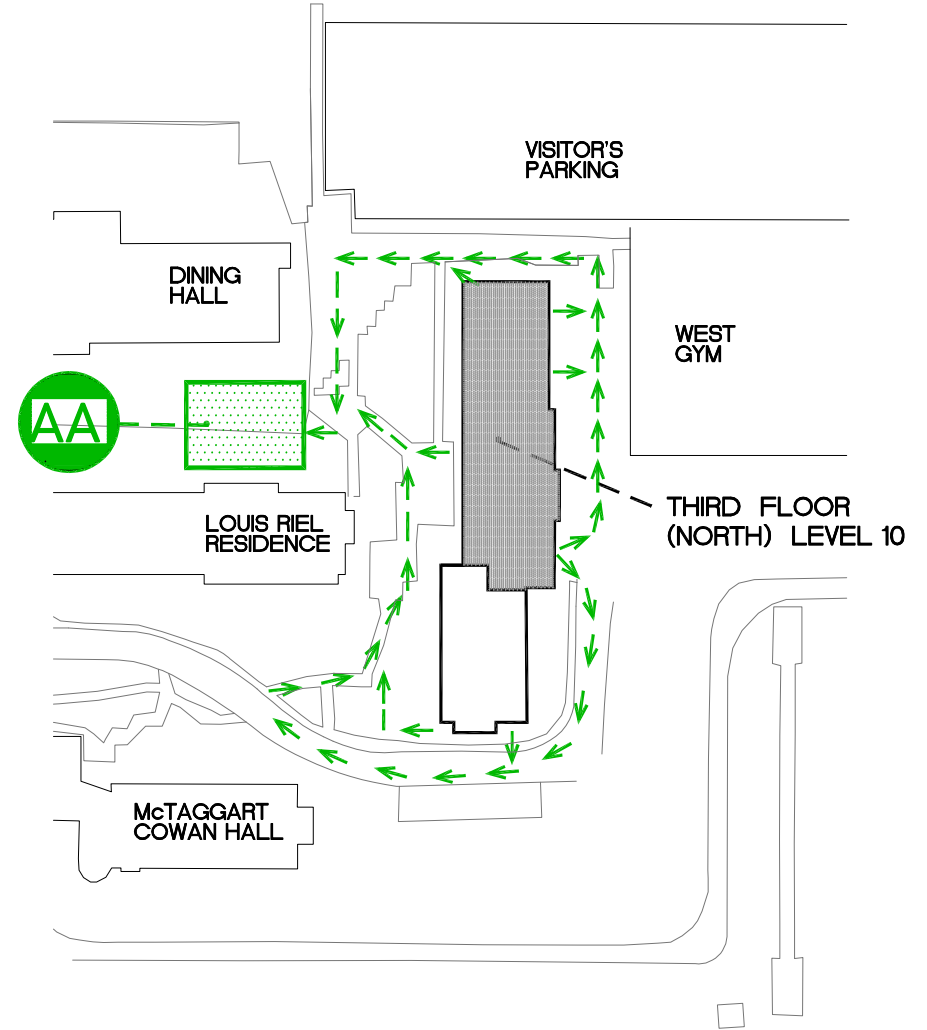 VISITOR'S
PARKING
DINING
HALL
WEST
GYM
AA
THIRD FLOOR
(NORTH) LEVEL 10
LOUIS RIEL
RESIDENCE
McTAGGART
COWAN HALL